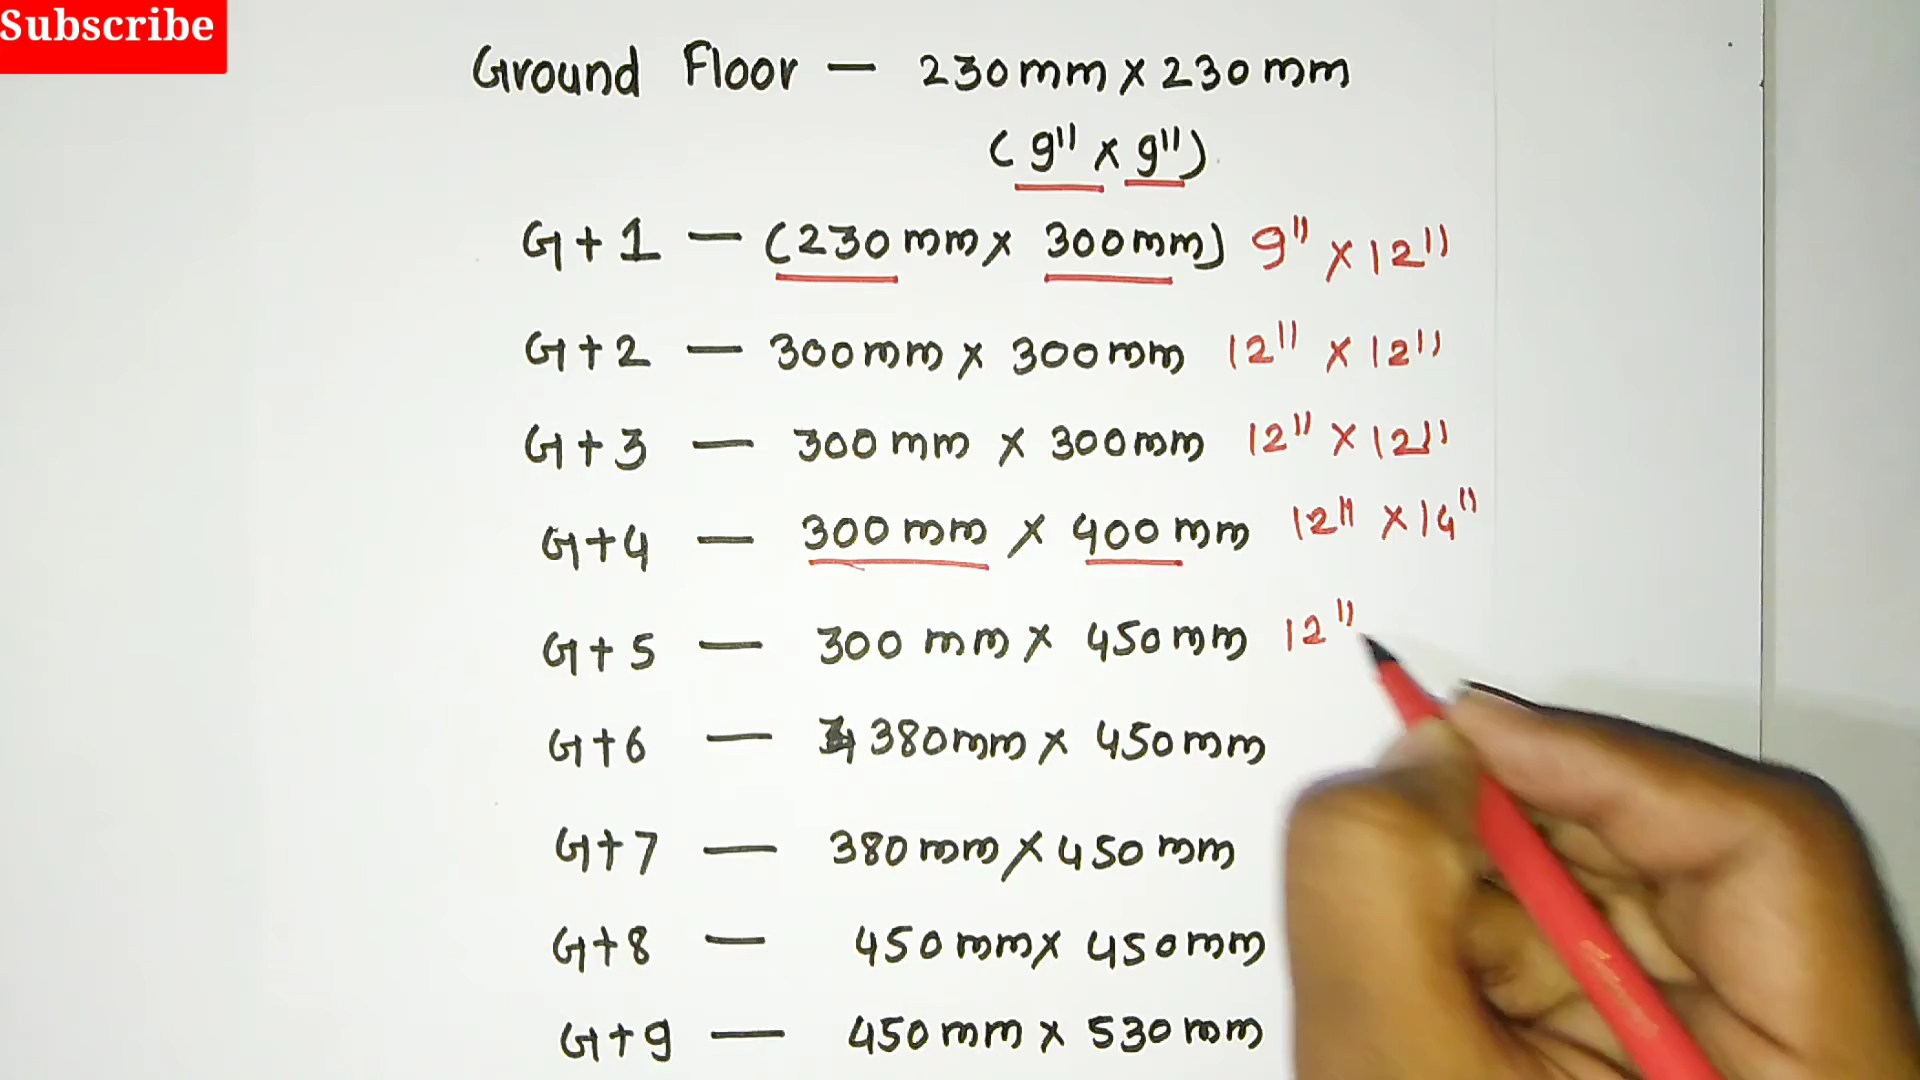 Subscribe
Ground Floor — 230mm x 230mm
(9" x 9")
G+1 — (230mm x 300mm) 9" x 12"
G+2 — 300mm x 300mm 12" x 12"
G+3 — 300mm x 300mm 12" x 12"
G+4 — 300mm x 400mm 12" x 14"
G+5 — 300mm x 450mm 12"
G+6 — 380mm x 450mm
G+7 — 380mm x 450mm
G+8 — 450mm x 450mm
G+9 — 450mm x 530mm